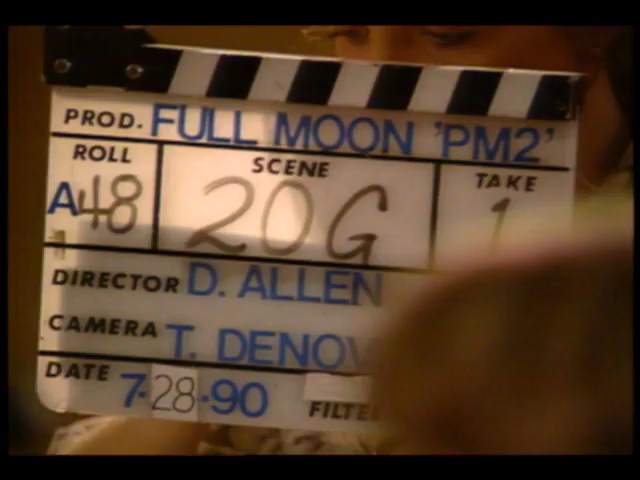 PROD. FULL MOON 'PM2'
ROLL SCENE TAKE
A48 20G 1
DIRECTOR D. ALLEN
CAMERA T. DENOV
DATE 7-28-90 FILTE